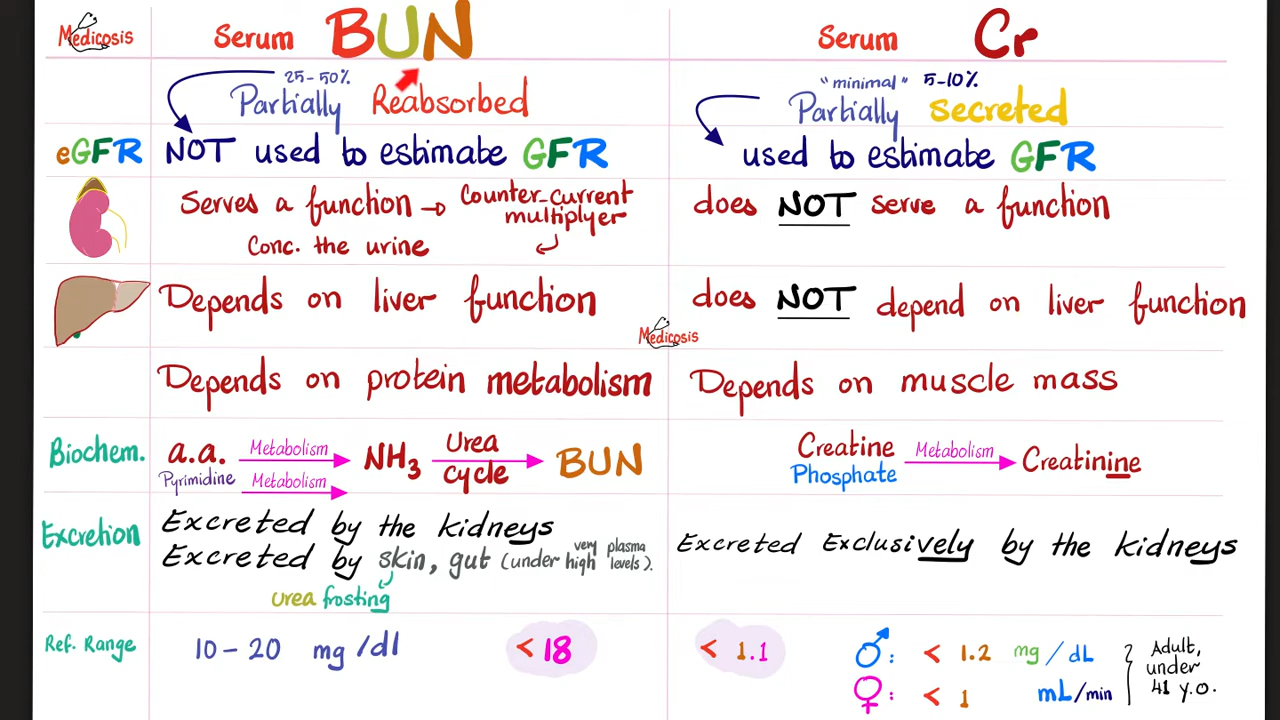 Medicosis
Serum BUN
Serum Cr
25-50%
Partially Reabsorbed
"minimal" 5-10%
Partially secreted
eGFR
NOT used to estimate GFR
used to estimate GFR
Serves a function → Counter-current
multiplyer
Conc. the urine
does NOT serve a function
Depends on liver function
does NOT depend on liver function
Medicosis
Depends on protein metabolism
Depends on muscle mass
Biochem.
a.a. Metabolism NH3 Urea cycle BUN
Pyrimidine Metabolism
Creatine Metabolism Creatinine
Phosphate
Excretion
Excreted by the kidneys
Excreted by skin, gut (under very high plasma levels).
urea frosting
Excreted Exclusively by the kidneys
Ref. Range
10-20 mg/dl
< 18
< 1.1
♂: < 1.2 mg/dL
♀: < 1 mL/min
Adult,
under
41 y.o.